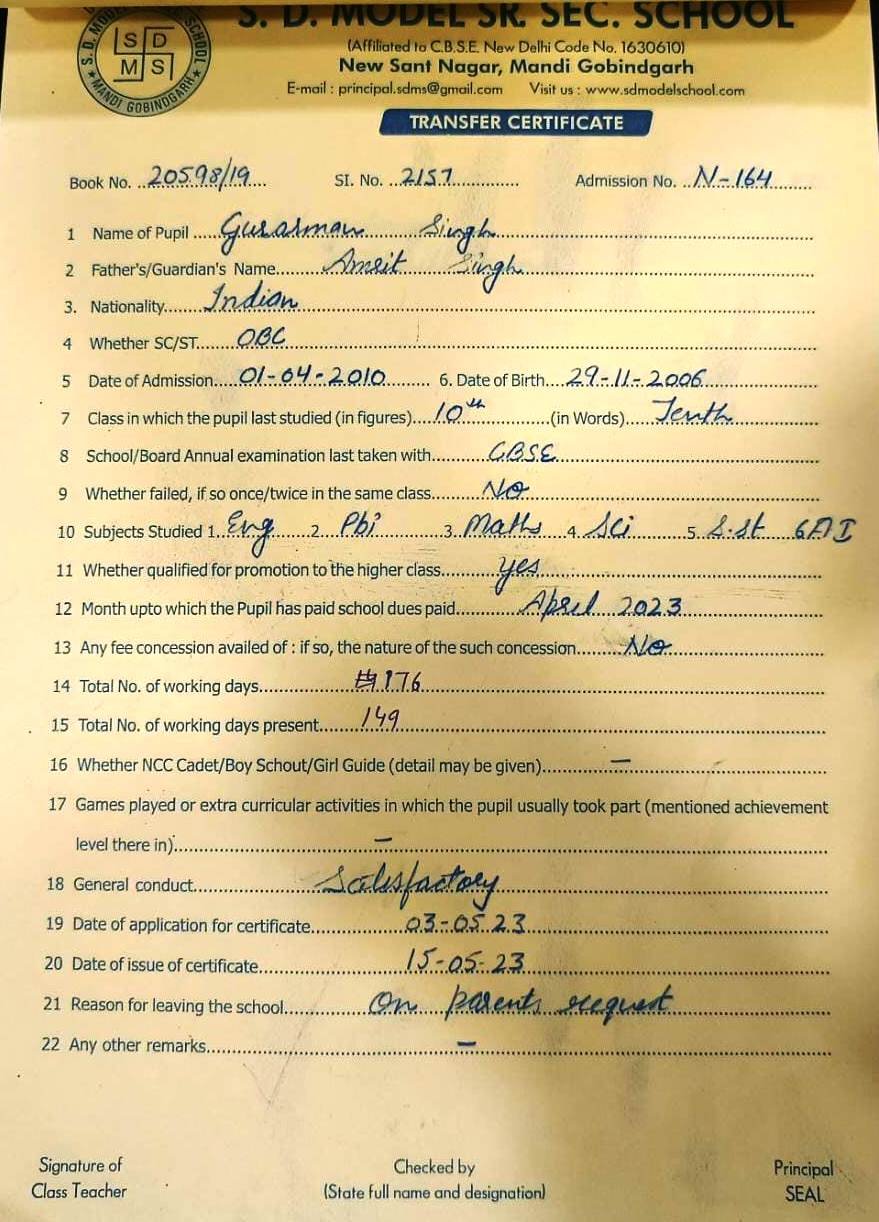 S. D. MODEL SR. SEC. SCHOOL
S. D. MODEL SCHOOL
S D
M S
★ MANDI GOBINDGARH ★
(Affiliated to C.B.S.E. New Delhi Code No. 1630610)
New Sant Nagar, Mandi Gobindgarh
E-mail : principal.sdms@gmail.com Visit us : www.sdmodelschool.com
TRANSFER CERTIFICATE
Book No. 20598/19 SI. No. 2157 Admission No. N-164
1 Name of Pupil Gurarman Singh
2 Father's/Guardian's Name Amrit Singh
3. Nationality Indian
4 Whether SC/ST OBC
5 Date of Admission 01-04-2010 6. Date of Birth 29-11-2006
7 Class in which the pupil last studied (in figures) 10th (in Words) Tenth
8 School/Board Annual examination last taken with CBSE
9 Whether failed, if so once/twice in the same class No
10 Subjects Studied 1. Eng 2. Pbi 3. Maths 4. Sci 5. S.st 6 AI
11 Whether qualified for promotion to the higher class yes
12 Month upto which the Pupil has paid school dues paid April 2023
13 Any fee concession availed of : if so, the nature of the such concession No
14 Total No. of working days 176
15 Total No. of working days present 149
16 Whether NCC Cadet/Boy Schout/Girl Guide (detail may be given) —
17 Games played or extra curricular activities in which the pupil usually took part (mentioned achievement
level there in) —
18 General conduct Satisfactory
19 Date of application for certificate 03-05-23
20 Date of issue of certificate 15-05-23
21 Reason for leaving the school On parents request
22 Any other remarks —
Signature of Checked by Principal
Class Teacher (State full name and designation) SEAL